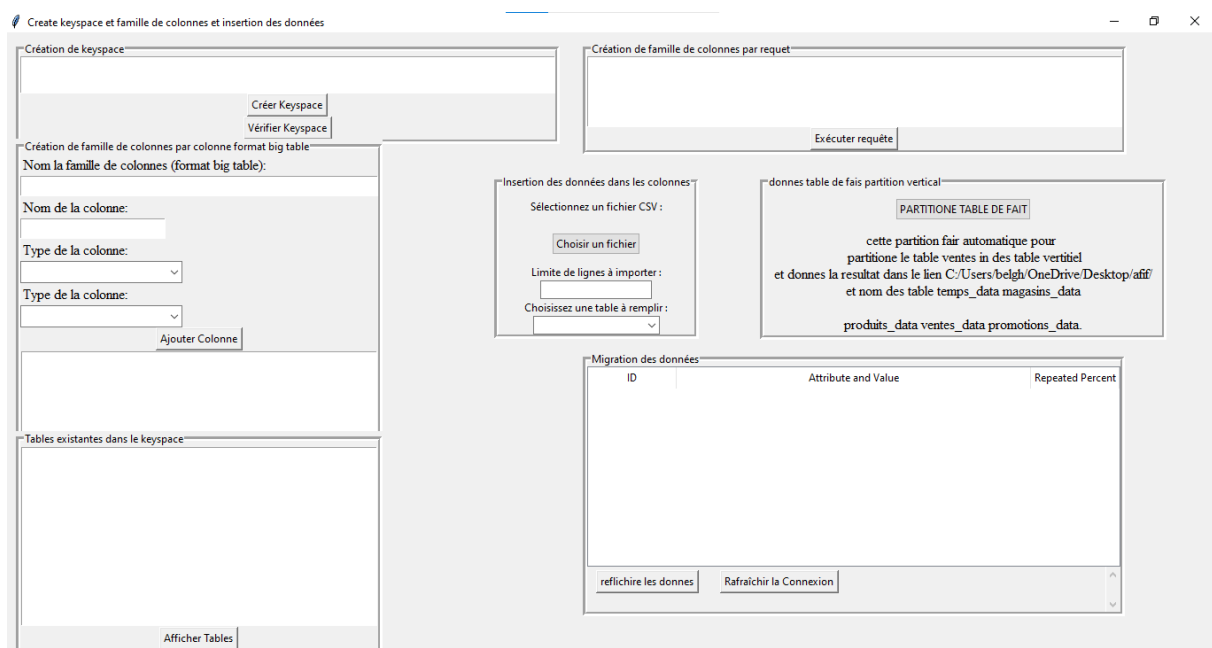 Create keyspace et famille de colonnes et insertion des données
Création de keyspace
Créer Keyspace
Vérifier Keyspace
Création de famille de colonnes par requet
Exécuter requête
Création de famille de colonnes par colonne format big table
Nom la famille de colonnes (format big table):
Nom de la colonne:
Type de la colonne:
Type de la colonne:
Ajouter Colonne
Insertion des données dans les colonnes
Sélectionnez un fichier CSV :
Choisir un fichier
Limite de lignes à importer :
Choisissez une table à remplir :
donnes table de fais partition vertical
PARTITIONE TABLE DE FAIT
cette partition fair automatique pour
partitione le table ventes in des table vertitiel
et donnes la resultat dans le lien C:/Users/belgh/OneDrive/Desktop/afif/
et nom des table temps_data magasins_data
produits_data ventes_data promotions_data.
Migration des données
ID Attribute and Value Repeated Percent
reflichire les donnes Rafraîchir la Connexion
Tables existantes dans le keyspace
Afficher Tables